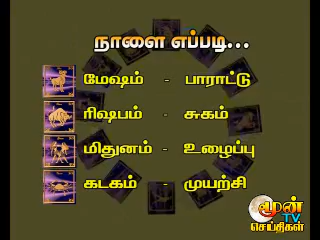 நாளை எப்படி...
மேஷம் - பாராட்டு
ரிஷபம் - சுகம்
மிதுனம் - உழைப்பு
கடகம் - முயற்சி
மூன்
TV
செய்திகள்